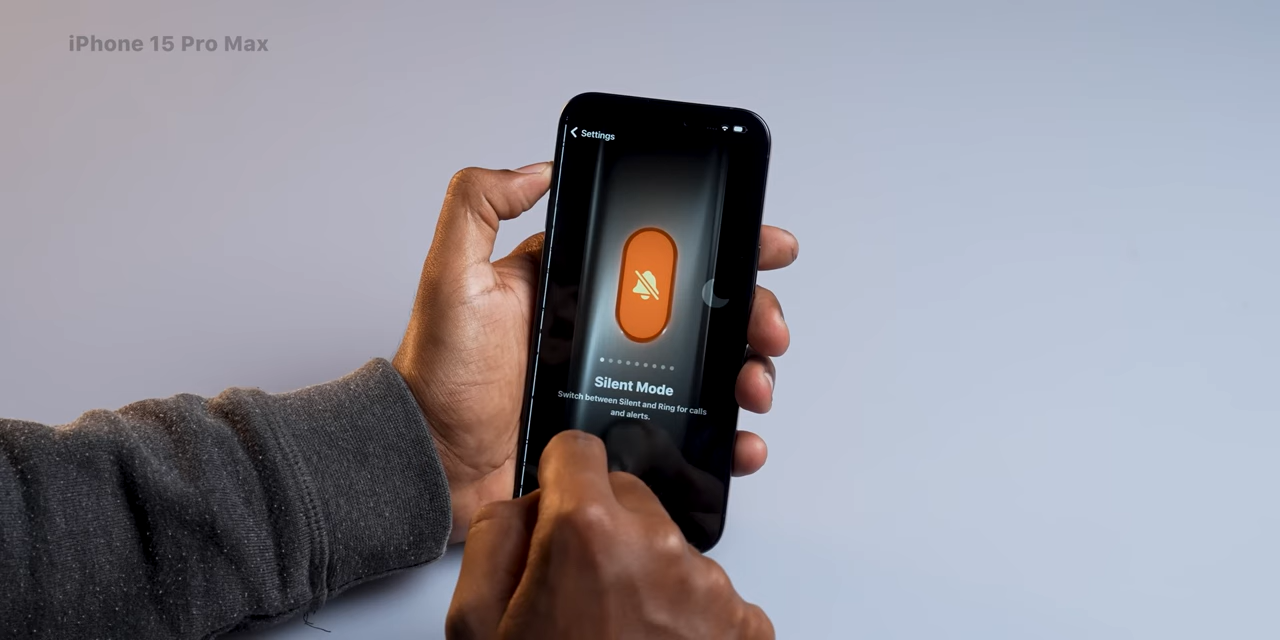 iPhone 15 Pro Max
Settings
Silent Mode
Switch between Silent and Ring for calls
and alerts.